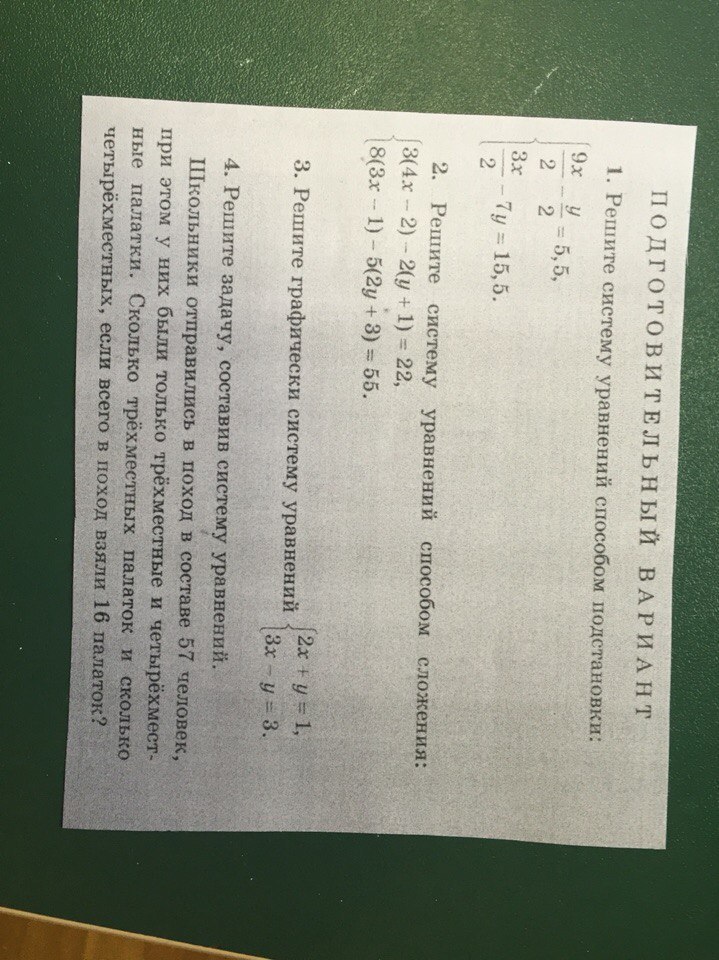 ПОДГОТОВИТЕЛЬНЫЙ ВАРИАНТ
1. Решите систему уравнений способом подстановки:
{ 9x/2 − y/2 = 5,5,
3x/2 − 7y = 15,5.
2. Решите систему уравнений способом сложения:
{ 3(4x − 2) − 2(y + 1) = 22,
8(3x − 1) − 5(2y + 3) = 55.
3. Решите графически систему уравнений { 2x + y = 1,
3x − y = 3.
4. Решите задачу, составив систему уравнений.
Школьники отправились в поход в составе 57 человек,
при этом у них были только трёхместные и четырёхмест-
ные палатки. Сколько трёхместных палаток и сколько
четырёхместных, если всего в поход взяли 16 палаток?